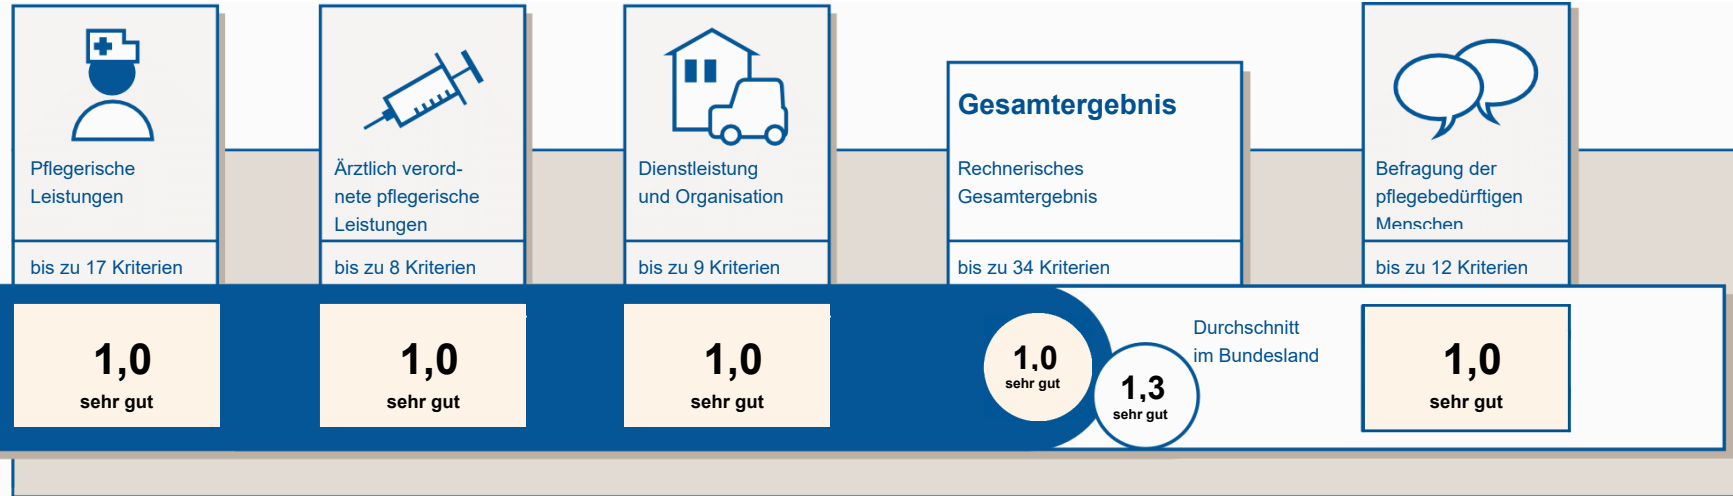 Pflegerische
Leistungen
bis zu 17 Kriterien
1,0
sehr gut
Ärztlich verord-
nete pflegerische
Leistungen
bis zu 8 Kriterien
1,0
sehr gut
Dienstleistung
und Organisation
bis zu 9 Kriterien
1,0
sehr gut
Gesamtergebnis
Rechnerisches
Gesamtergebnis
bis zu 34 Kriterien
1,0
sehr gut
1,3
sehr gut
Durchschnitt
im Bundesland
Befragung der
pflegebedürftigen
Menschen
bis zu 12 Kriterien
1,0
sehr gut